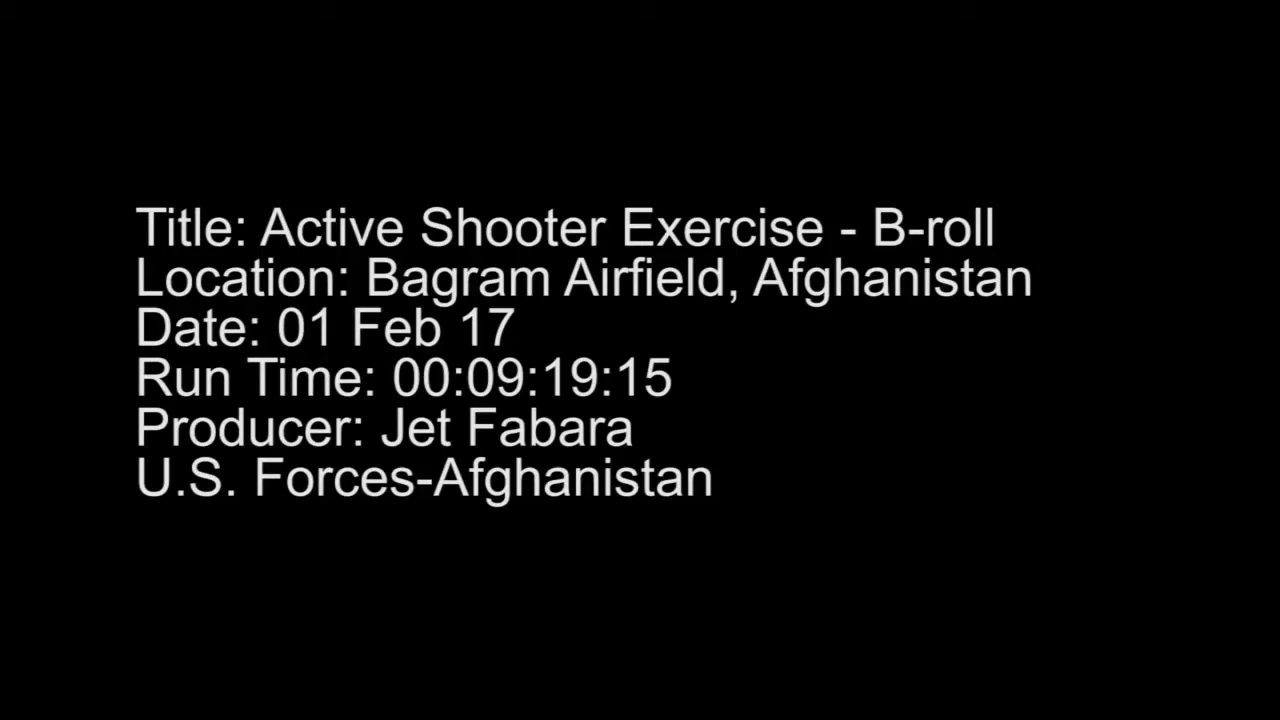 Title: Active Shooter Exercise - B-roll
Location: Bagram Airfield, Afghanistan
Date: 01 Feb 17
Run Time: 00:09:19:15
Producer: Jet Fabara
U.S. Forces-Afghanistan